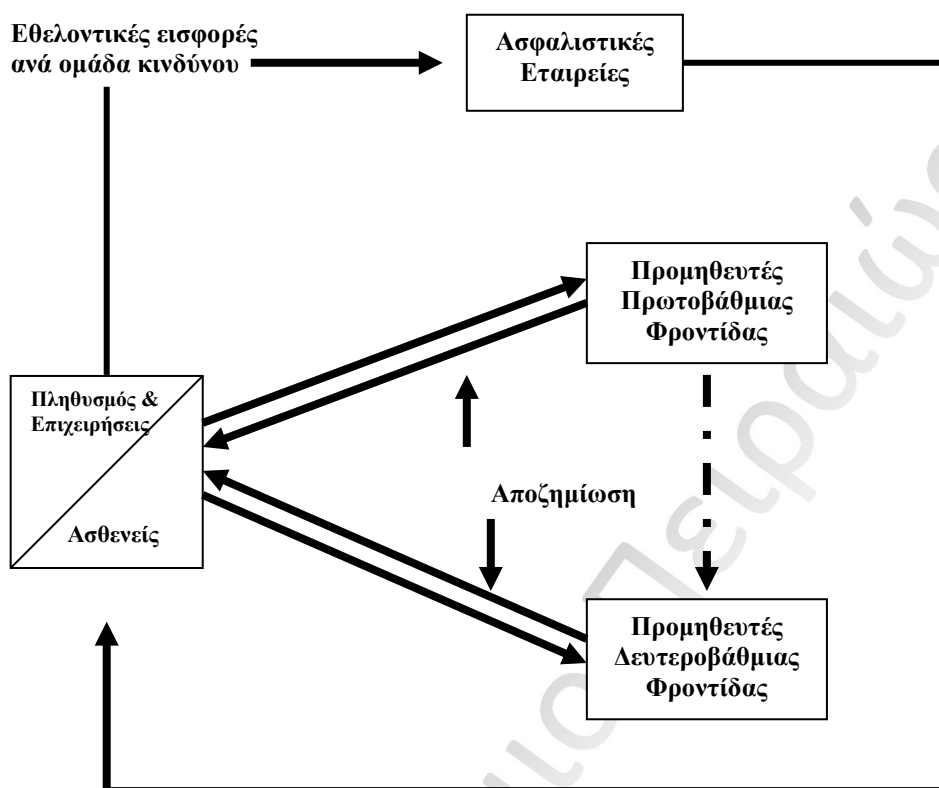 Εθελοντικές εισφορές
ανά ομάδα κινδύνου
Ασφαλιστικές
Εταιρείες
Προμηθευτές
Πρωτοβάθμιας
Φροντίδας
Πληθυσμός &
Επιχειρήσεις
Ασθενείς
Αποζημίωση
Προμηθευτές
Δευτεροβάθμιας
Φροντίδας